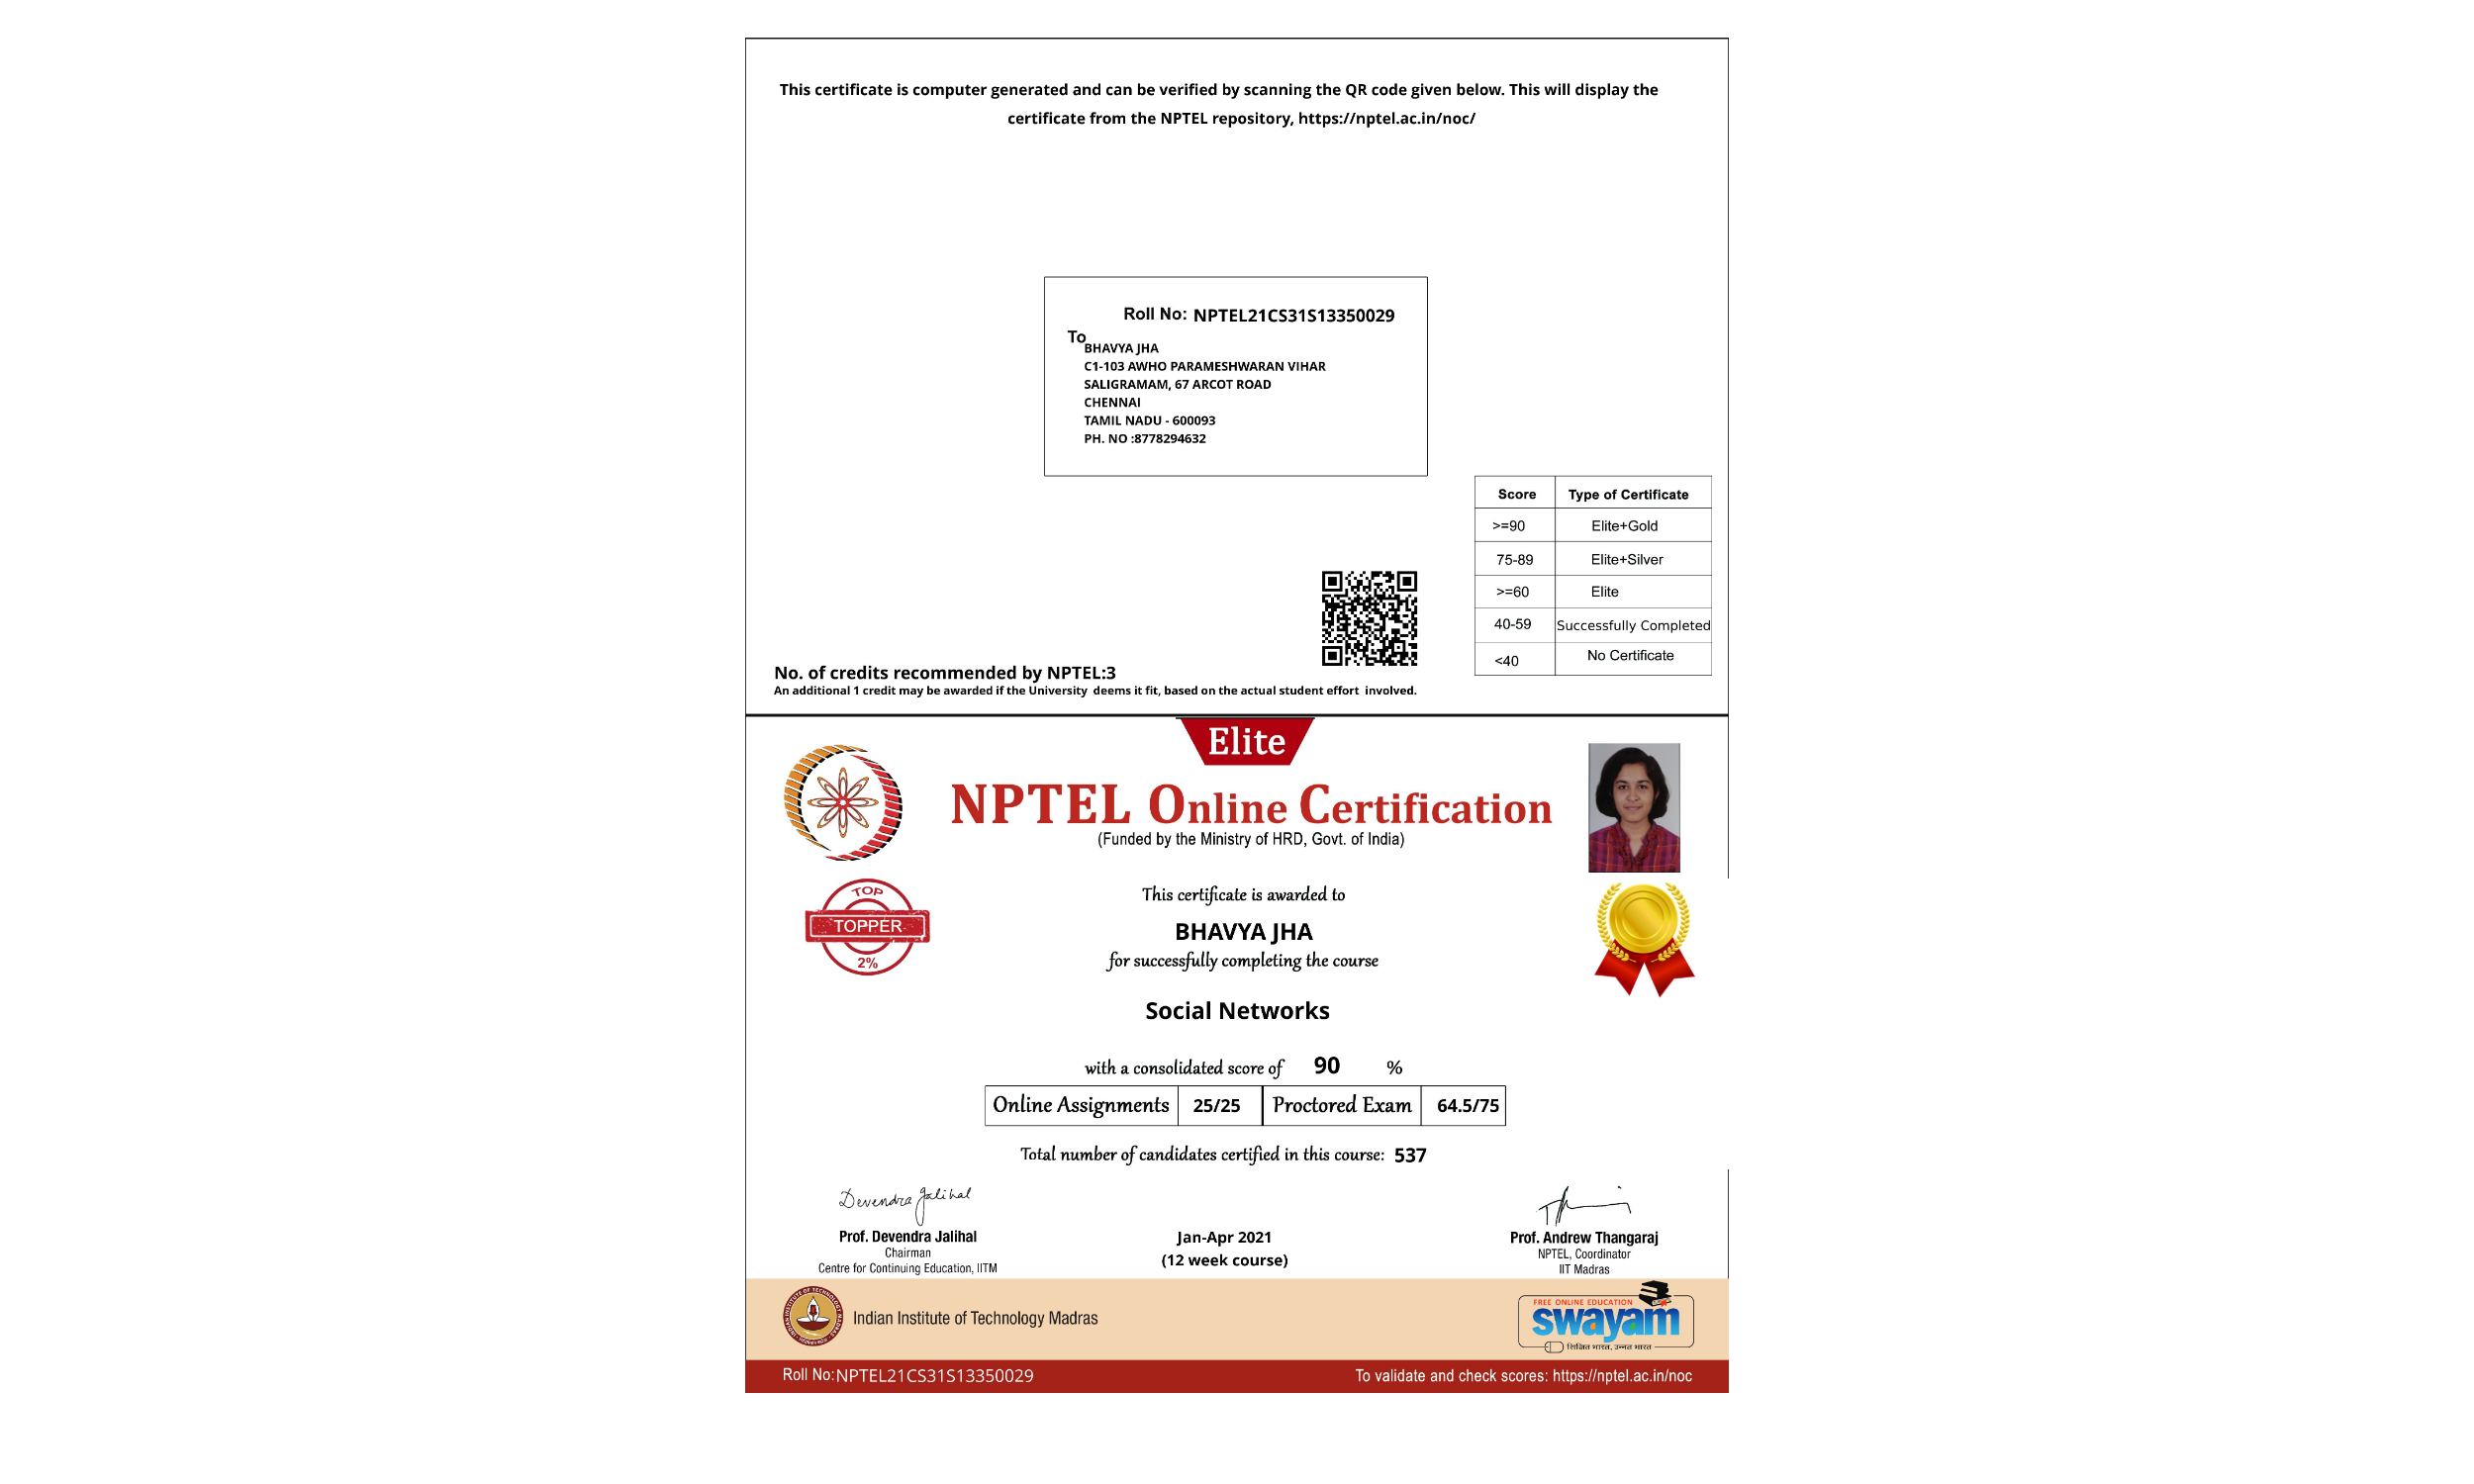 This certificate is computer generated and can be verified by scanning the QR code given below. This will display the
certificate from the NPTEL repository, https://nptel.ac.in/noc/
Roll No: NPTEL21CS31S13350029
To
BHAVYA JHA
C1-103 AWHO PARAMESHWARAN VIHAR
SALIGRAMAM, 67 ARCOT ROAD
CHENNAI
TAMIL NADU - 600093
PH. NO :8778294632
Score Type of Certificate
>=90 Elite+Gold
75-89 Elite+Silver
>=60 Elite
40-59 Successfully Completed
<40 No Certificate
No. of credits recommended by NPTEL:3
An additional 1 credit may be awarded if the University deems it fit, based on the actual student effort involved.
Elite
NPTEL Online Certification
(Funded by the Ministry of HRD, Govt. of India)
TOP
TOPPER
2%
This certificate is awarded to
BHAVYA JHA
for successfully completing the course
Social Networks
with a consolidated score of 90 %
Online Assignments 25/25 Proctored Exam 64.5/75
Total number of candidates certified in this course: 537
Devendra Jalihal
Prof. Devendra Jalihal
Chairman
Centre for Continuing Education, IITM
Jan-Apr 2021
(12 week course)
Prof. Andrew Thangaraj
NPTEL, Coordinator
IIT Madras
INDIAN INSTITUTE OF TECHNOLOGY MADRAS
Indian Institute of Technology Madras
FREE ONLINE EDUCATION
swayam
शिक्षित भारत, उन्नत भारत
Roll No:NPTEL21CS31S13350029
To validate and check scores: https://nptel.ac.in/noc